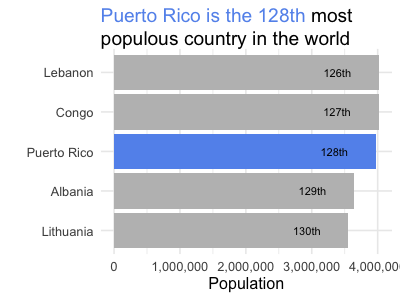 Puerto Rico is the 128th most
populous country in the world
Lebanon 126th
Congo 127th
Puerto Rico 128th
Albania 129th
Lithuania 130th
0 1,000,000 2,000,000 3,000,000 4,000,00
Population